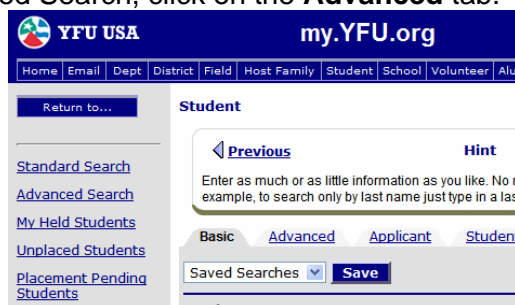 ed Search, click on the Advanced tab.
YFU USA my.YFU.org
Home Email Dept District Field Host Family Student School Volunteer
Return to...
Standard Search
Advanced Search
My Held Students
Unplaced Students
Placement Pending
Students
Student
Previous Hint
Enter as much or as little information as you like. No
example, to search only by last name just type in a
Basic Advanced Applicant Studen
Saved Searches Save